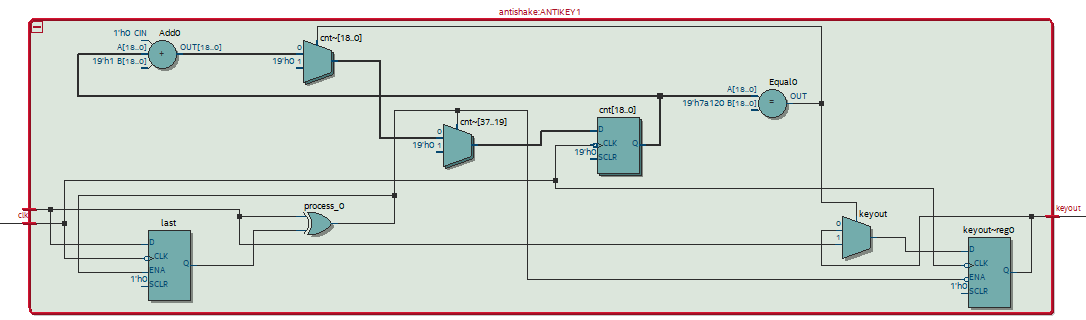 antishake:ANTIKEY1
1'h0 CIN
Add0
A[18..0]
OUT[18..0]
19'h1 B[18..0]
+
cnt~[18..0]
0
19'h0 1
Equal0
A[18..0]
OUT
19'h7a120 B[18..0]
=
cnt[18..0]
D
CLK
Q
19'h0
SCLR
cnt~[37..19]
0
19'h0 1
clk
last
D
CLK
ENA
Q
1'h0
SCLR
process_0
keyout
0
1
keyout~reg0
D
CLK
ENA
Q
1'h0
SCLR
keyout